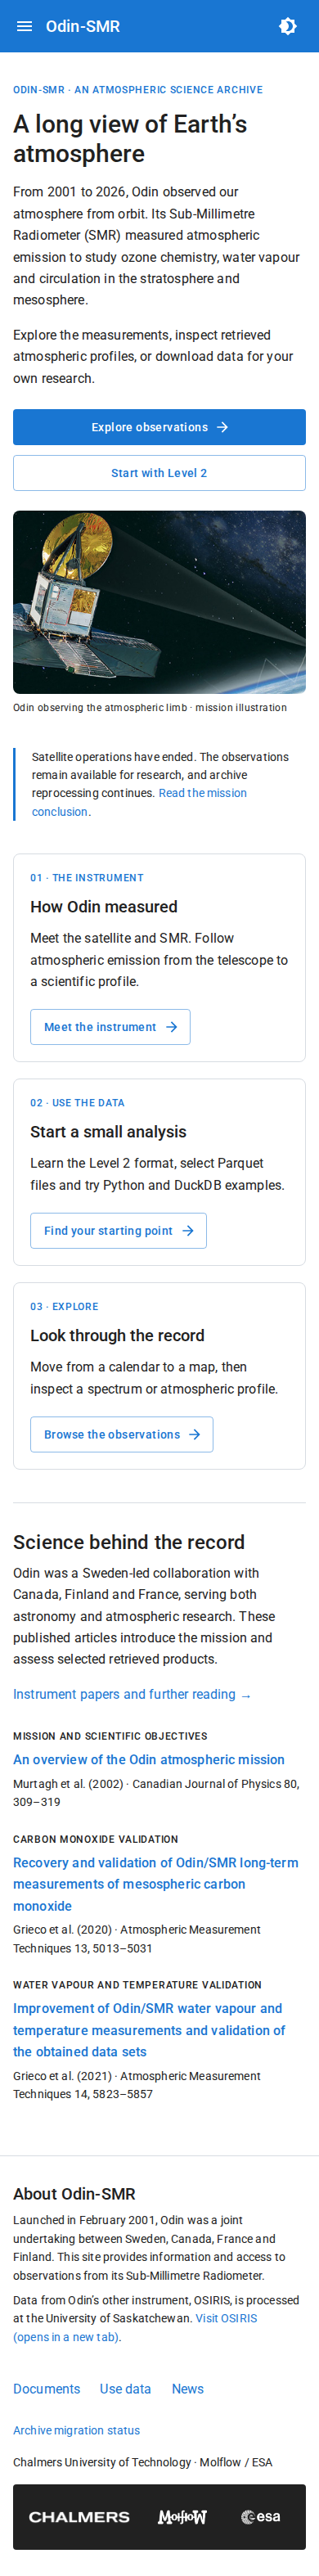 Odin-SMR
ODIN-SMR · AN ATMOSPHERIC SCIENCE ARCHIVE
A long view of Earth’s
atmosphere
From 2001 to 2026, Odin observed our
atmosphere from orbit. Its Sub-Millimetre
Radiometer (SMR) measured atmospheric
emission to study ozone chemistry, water vapour
and circulation in the stratosphere and
mesosphere.
Explore the measurements, inspect retrieved
atmospheric profiles, or download data for your
own research.
Explore observations →
Start with Level 2
Odin observing the atmospheric limb · mission illustration
Satellite operations have ended. The observations
remain available for research, and archive
reprocessing continues. Read the mission
conclusion.
01 · THE INSTRUMENT
How Odin measured
Meet the satellite and SMR. Follow
atmospheric emission from the telescope to
a scientific profile.
Meet the instrument →
02 · USE THE DATA
Start a small analysis
Learn the Level 2 format, select Parquet
files and try Python and DuckDB examples.
Find your starting point →
03 · EXPLORE
Look through the record
Move from a calendar to a map, then
inspect a spectrum or atmospheric profile.
Browse the observations →
Science behind the record
Odin was a Sweden-led collaboration with
Canada, Finland and France, serving both
astronomy and atmospheric research. These
published articles introduce the mission and
assess selected retrieved products.
Instrument papers and further reading →
MISSION AND SCIENTIFIC OBJECTIVES
An overview of the Odin atmospheric mission
Murtagh et al. (2002) · Canadian Journal of Physics 80,
309–319
CARBON MONOXIDE VALIDATION
Recovery and validation of Odin/SMR long-term
measurements of mesospheric carbon
monoxide
Grieco et al. (2020) · Atmospheric Measurement
Techniques 13, 5013–5031
WATER VAPOUR AND TEMPERATURE VALIDATION
Improvement of Odin/SMR water vapour and
temperature measurements and validation of
the obtained data sets
Grieco et al. (2021) · Atmospheric Measurement
Techniques 14, 5823–5857
About Odin-SMR
Launched in February 2001, Odin was a joint
undertaking between Sweden, Canada, France and
Finland. This site provides information and access to
observations from its Sub-Millimetre Radiometer.
Data from Odin’s other instrument, OSIRIS, is processed
at the University of Saskatchewan. Visit OSIRIS
(opens in a new tab).
Documents Use data News
Archive migration status
Chalmers University of Technology · Molflow / ESA
CHALMERS Molflow esa